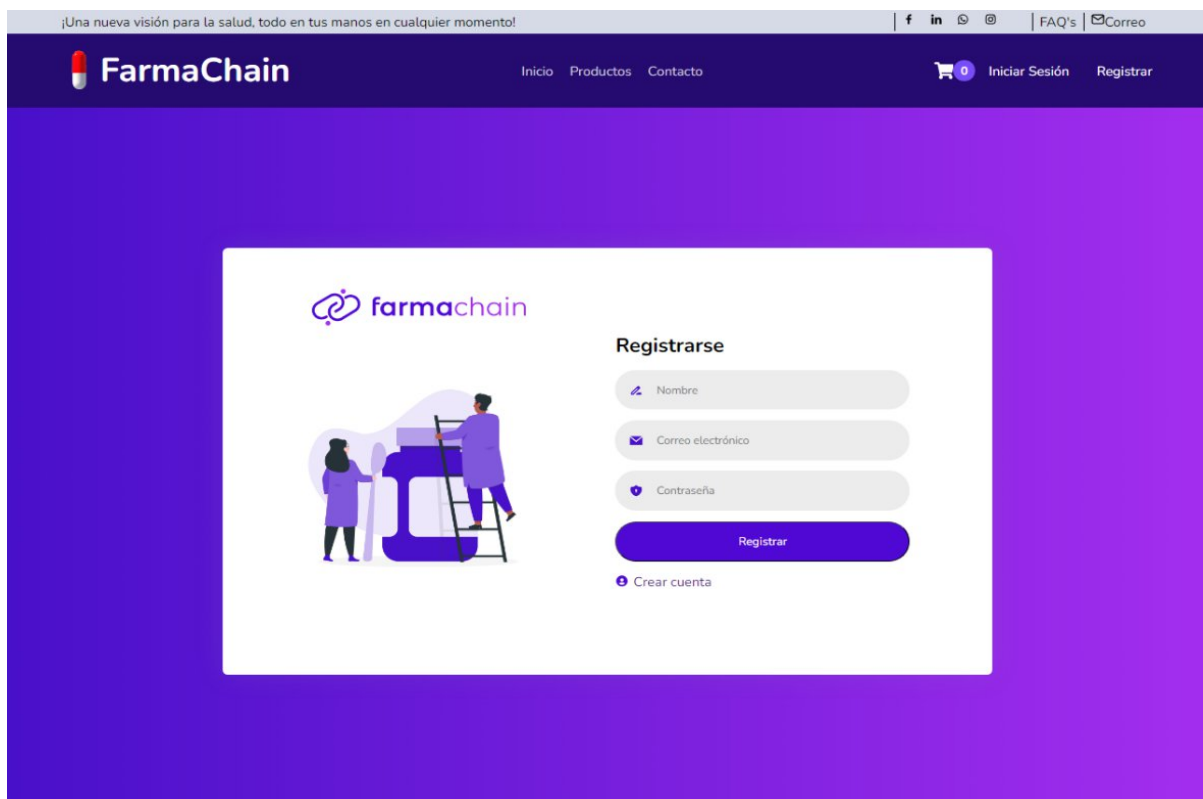 ¡Una nueva visión para la salud, todo en tus manos en cualquier momento! | f in | FAQ's | Correo
FarmaChain Inicio Productos Contacto 0 Iniciar Sesión Registrar
farmachain
Registrarse
Nombre
Correo electrónico
Contraseña
Registrar
Crear cuenta